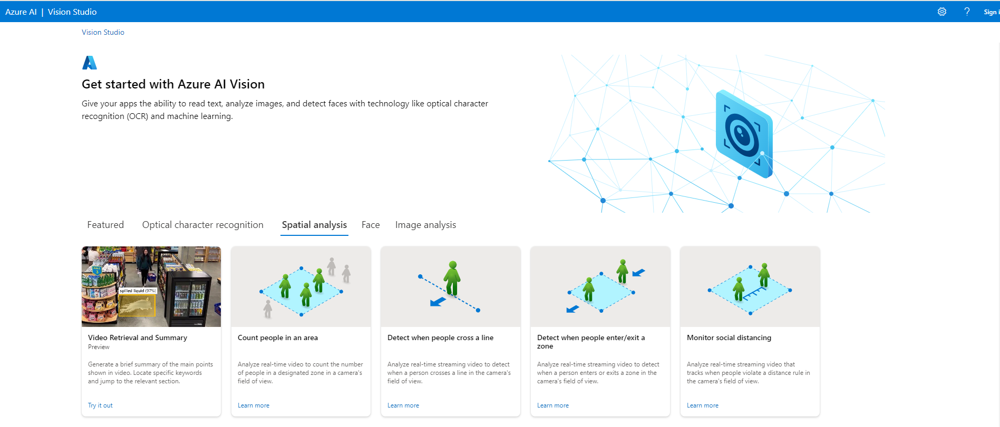 Azure AI | Vision Studio
Sign i
Vision Studio
Get started with Azure AI Vision
Give your apps the ability to read text, analyze images, and detect faces with technology like optical character
recognition (OCR) and machine learning.
Featured
Optical character recognition
Spatial analysis
Face
Image analysis
AISLE
3
spilled liquid (97%)
Video Retrieval and Summary
Preview
Generate a brief summary of the main points
shown in video. Locate specific keywords
and jump to the relevant section.
Try it out
Count people in an area
Analyze real-time video to count the number
of people in a designated zone in a camera's
field of view.
Learn more
Detect when people cross a line
Analyze real-time streaming video to detect
when a person crosses a line in the camera's
field of view.
Learn more
Detect when people enter/exit a
zone
Analyze real-time streaming video to detect
when a person enters or exits a zone in the
camera's field of view.
Learn more
Monitor social distancing
Analyze real-time streaming video that
tracks when people violate a distance rule in
the camera's field of view.
Learn more